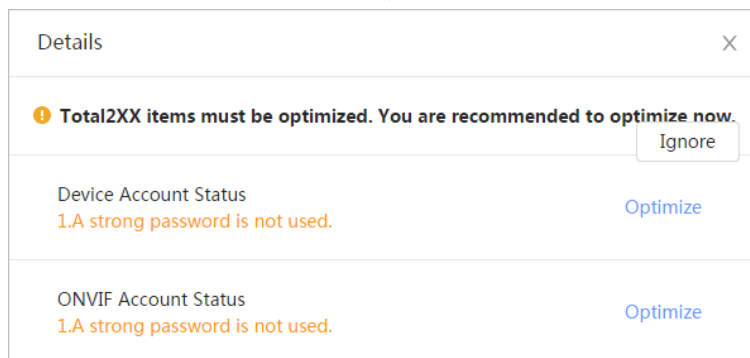 Details
Total2XX items must be optimized. You are recommended to optimize now.
Ignore
Device Account Status
1.A strong password is not used.
Optimize
ONVIF Account Status
1.A strong password is not used.
Optimize